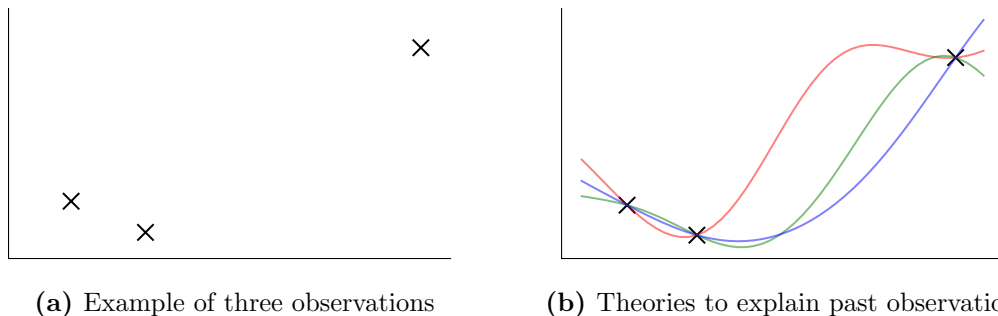 (a) Example of three observations
(b) Theories to explain past observatio